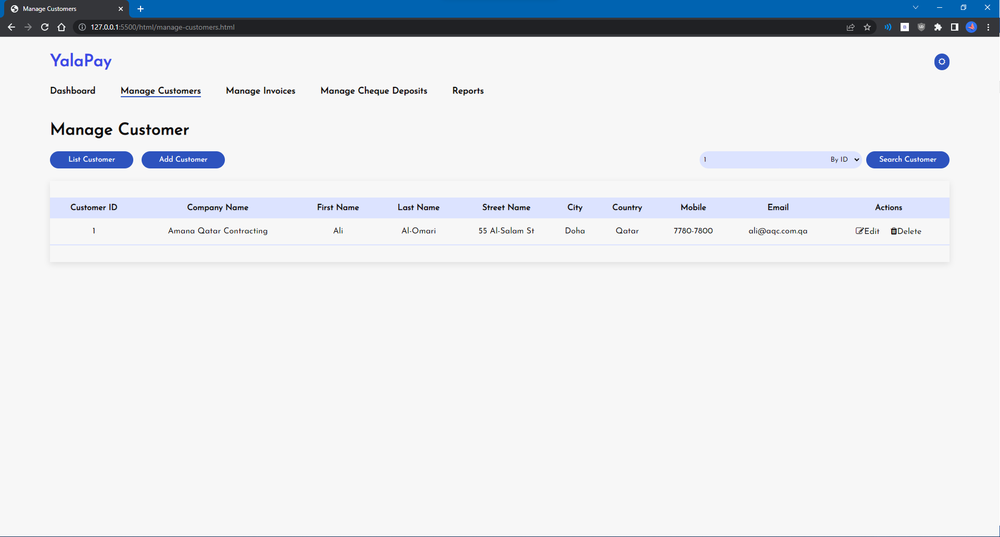 Manage Customers
127.0.0.1:5500/html/manage-customers.html
YalaPay
Dashboard Manage Customers Manage Invoices Manage Cheque Deposits Reports
Manage Customer
List Customer Add Customer 1 By ID Search Customer
Customer ID Company Name First Name Last Name Street Name City Country Mobile Email Actions
1 Amana Qatar Contracting Ali Al-Omari 55 Al-Salam St Doha Qatar 7780-7800 ali@aqc.com.qa Edit Delete